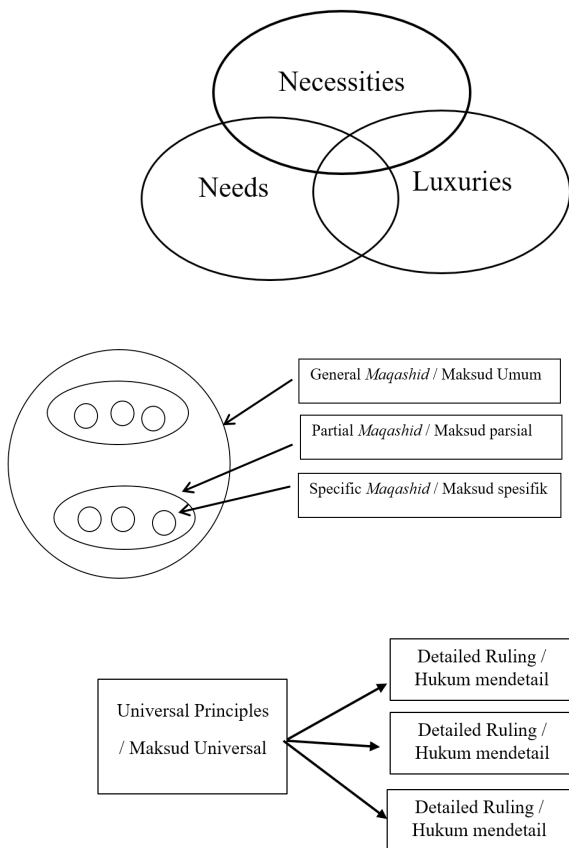 Necessities
Needs
Luxuries
General Maqashid / Maksud Umum
Partial Maqashid / Maksud parsial
Specific Maqashid / Maksud spesifik
Universal Principles
/ Maksud Universal
Detailed Ruling /
Hukum mendetail
Detailed Ruling /
Hukum mendetail
Detailed Ruling /
Hukum mendetail